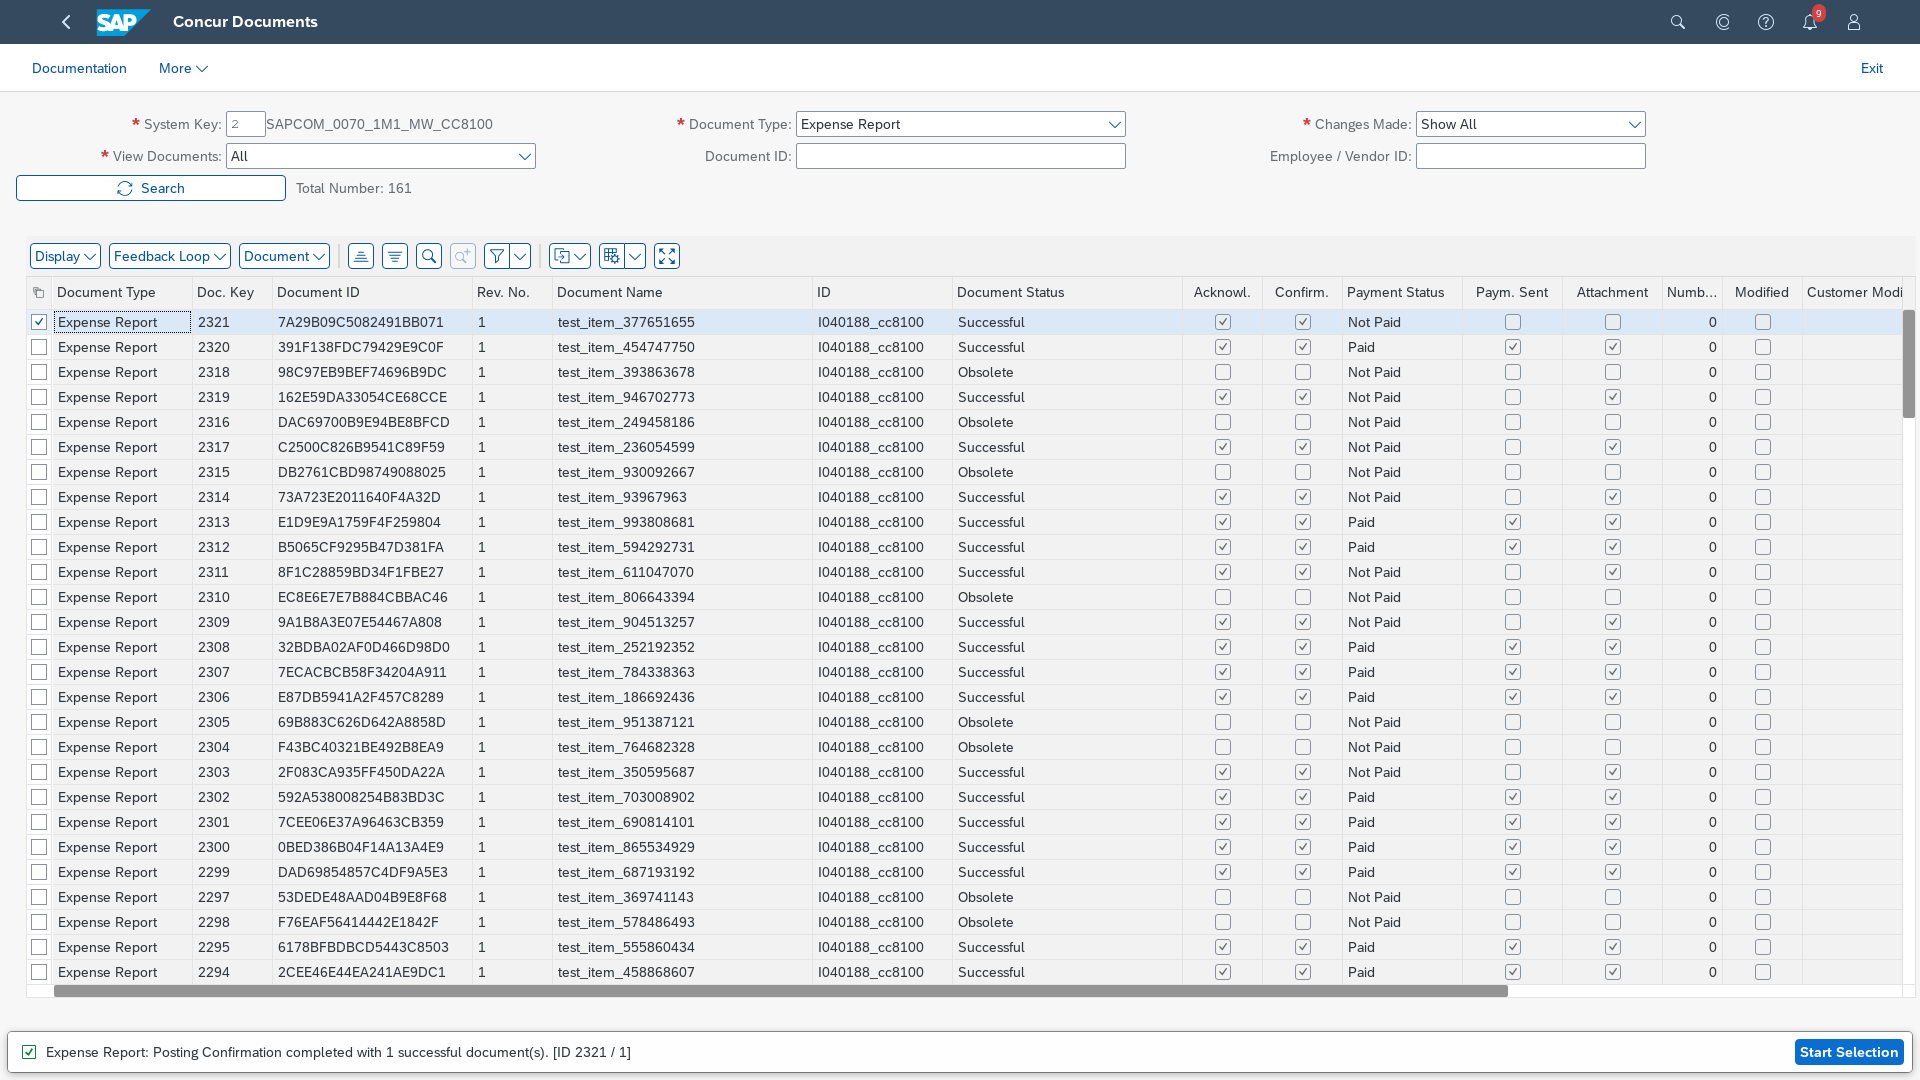 SAP Concur Documents 9
Documentation More Exit
* System Key: 2 SAPCOM_0070_1M1_MW_CC8100 * Document Type: Expense Report * Changes Made: Show All
* View Documents: All Document ID: Employee / Vendor ID:
Search Total Number: 161
Display Feedback Loop Document
Document Type Doc. Key Document ID Rev. No. Document Name ID Document Status Acknowl. Confirm. Payment Status Paym. Sent Attachment Numb... Modified Customer Modi
Expense Report 2321 7A29B09C5082491BB071 1 test_item_377651655 I040188_cc8100 Successful Not Paid 0
Expense Report 2320 391F138FDC79429E9C0F 1 test_item_454747750 I040188_cc8100 Successful Paid 0
Expense Report 2318 98C97EB9BEF74696B9DC 1 test_item_393863678 I040188_cc8100 Obsolete Not Paid 0
Expense Report 2319 162E59DA33054CE68CCE 1 test_item_946702773 I040188_cc8100 Successful Not Paid 0
Expense Report 2316 DAC69700B9E94BE8BFCD 1 test_item_249458186 I040188_cc8100 Obsolete Not Paid 0
Expense Report 2317 C2500C826B9541C89F59 1 test_item_236054599 I040188_cc8100 Successful Not Paid 0
Expense Report 2315 DB2761CBD98749088025 1 test_item_930092667 I040188_cc8100 Obsolete Not Paid 0
Expense Report 2314 73A723E2011640F4A32D 1 test_item_93967963 I040188_cc8100 Successful Not Paid 0
Expense Report 2313 E1D9E9A1759F4F259804 1 test_item_993808681 I040188_cc8100 Successful Paid 0
Expense Report 2312 B5065CF9295B47D381FA 1 test_item_594292731 I040188_cc8100 Successful Paid 0
Expense Report 2311 8F1C28859BD34F1FBE27 1 test_item_611047070 I040188_cc8100 Successful Not Paid 0
Expense Report 2310 EC8E6E7E7B884CBBAC46 1 test_item_806643394 I040188_cc8100 Obsolete Not Paid 0
Expense Report 2309 9A1B8A3E07E54467A808 1 test_item_904513257 I040188_cc8100 Successful Not Paid 0
Expense Report 2308 32BDBA02AF0D466D98D0 1 test_item_252192352 I040188_cc8100 Successful Paid 0
Expense Report 2307 7ECACBCB58F34204A911 1 test_item_784338363 I040188_cc8100 Successful Paid 0
Expense Report 2306 E87DB5941A2F457C8289 1 test_item_186692436 I040188_cc8100 Successful Paid 0
Expense Report 2305 69B883C626D642A8858D 1 test_item_951387121 I040188_cc8100 Obsolete Not Paid 0
Expense Report 2304 F43BC40321BE492B8EA9 1 test_item_764682328 I040188_cc8100 Obsolete Not Paid 0
Expense Report 2303 2F083CA935FF450DA22A 1 test_item_350595687 I040188_cc8100 Successful Not Paid 0
Expense Report 2302 592A538008254B83BD3C 1 test_item_703008902 I040188_cc8100 Successful Paid 0
Expense Report 2301 7CEE06E37A96463CB359 1 test_item_690814101 I040188_cc8100 Successful Paid 0
Expense Report 2300 0BED386B04F14A13A4E9 1 test_item_865534929 I040188_cc8100 Successful Paid 0
Expense Report 2299 DAD69854857C4DF9A5E3 1 test_item_687193192 I040188_cc8100 Successful Paid 0
Expense Report 2297 53DEDE48AAD04B9E8F68 1 test_item_369741143 I040188_cc8100 Obsolete Not Paid 0
Expense Report 2298 F76EAF56414442E1842F 1 test_item_578486493 I040188_cc8100 Obsolete Not Paid 0
Expense Report 2295 6178BFBDBCD5443C8503 1 test_item_555860434 I040188_cc8100 Successful Paid 0
Expense Report 2294 2CEE46E44EA241AE9DC1 1 test_item_458868607 I040188_cc8100 Successful Paid 0
Expense Report: Posting Confirmation completed with 1 successful document(s). [ID 2321 / 1] Start Selection